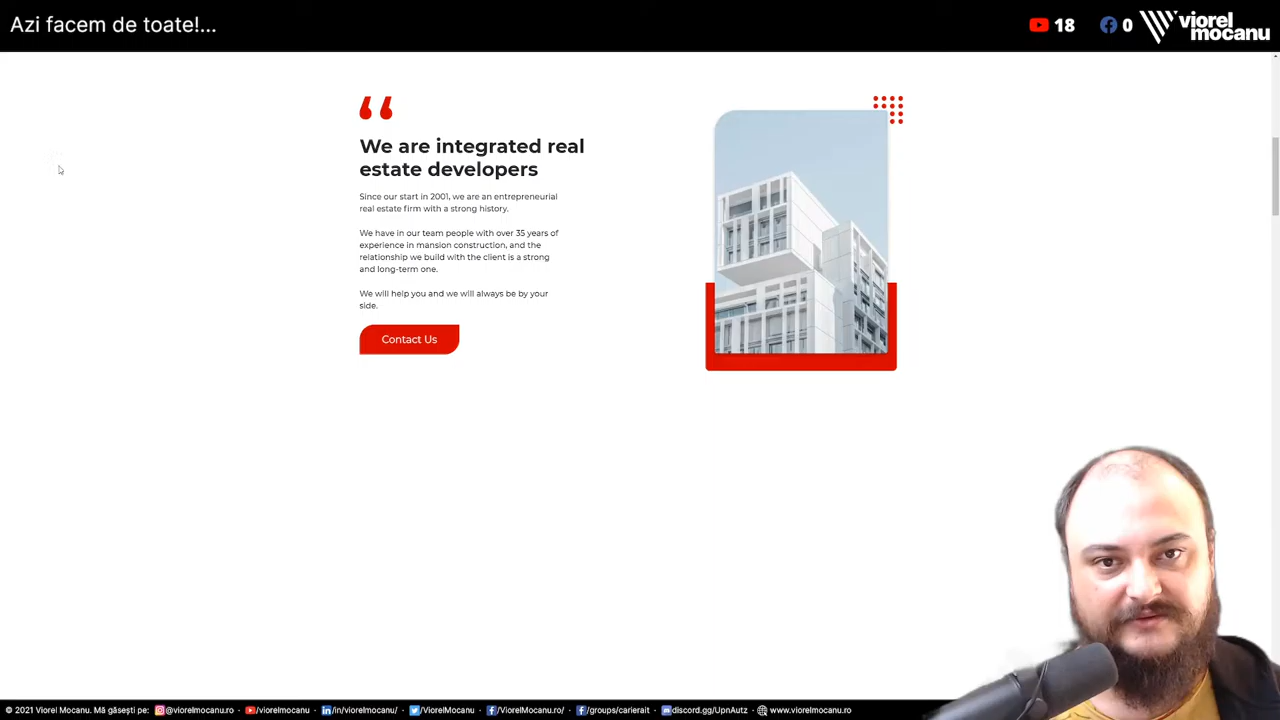 Azi facem de toate!...
18
0
viorel
mocanu
We are integrated real
estate developers
Since our start in 2001, we are an entrepreneurial
real estate firm with a strong history.
We have in our team people with over 35 years of
experience in mansion construction, and the
relationship we build with the client is a strong
and long-term one.
We will help you and we will always be by your
side.
Contact Us
© 2021 Viorel Mocanu. Mă găsești pe: @viorelmocanu.ro · /viorelmocanu · /in/viorelmocanu/ · /ViorelMocanu · /ViorelMocanu.ro/ · /groups/carierait · discord.gg/UpnAutz · www.viorelmocanu.ro